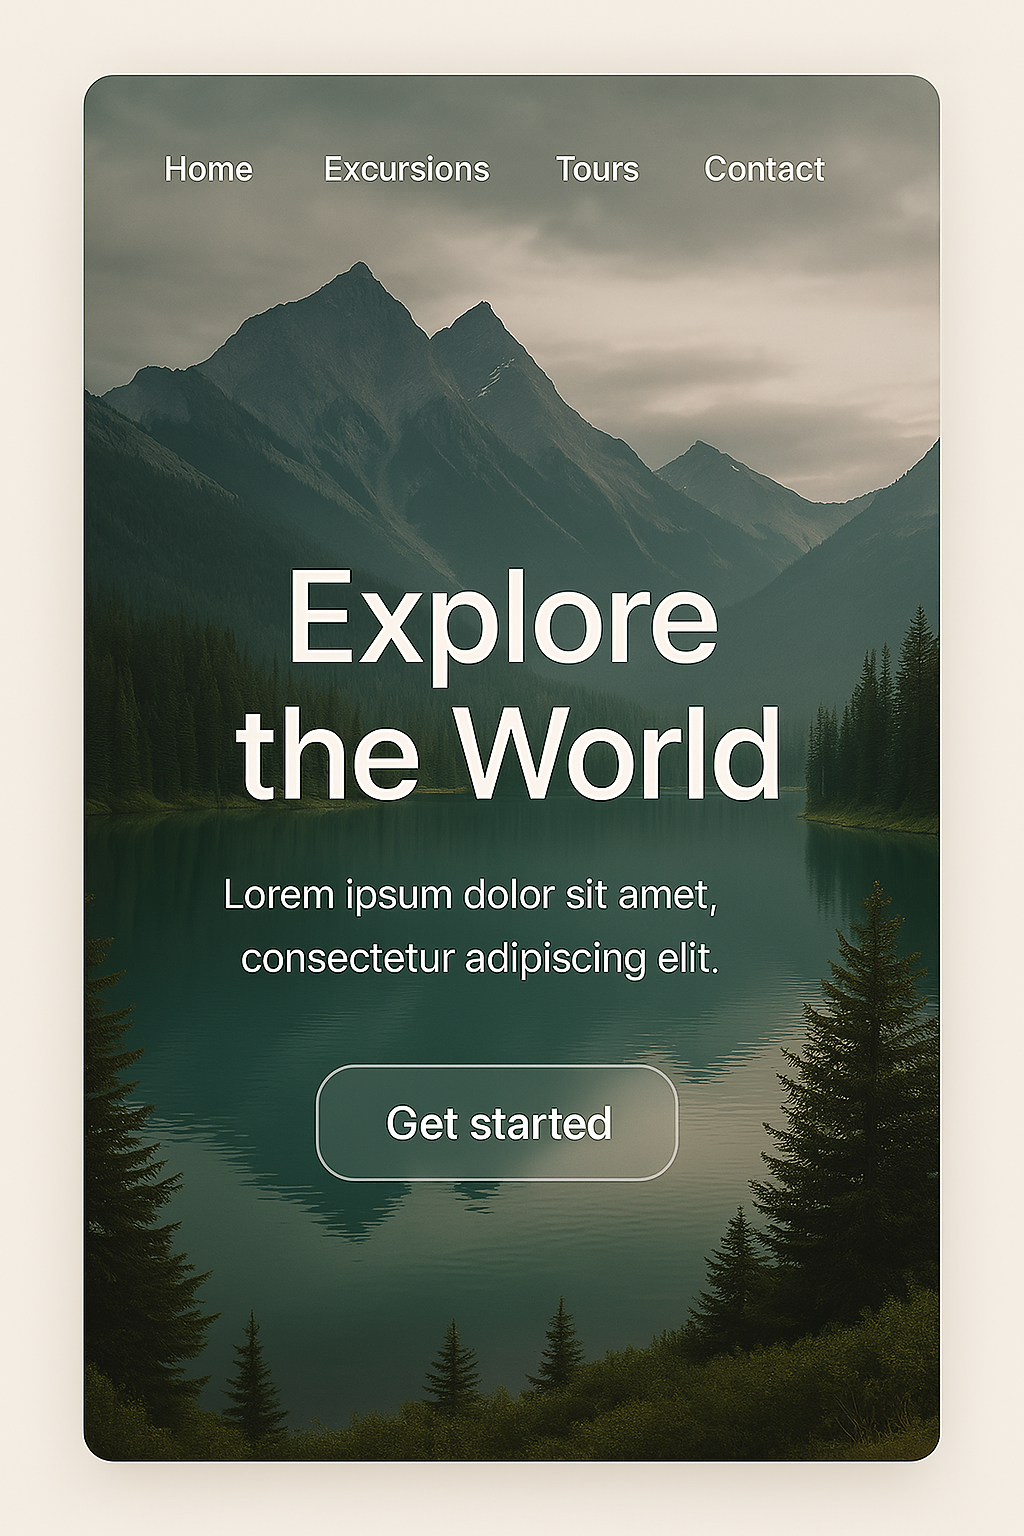 Home Excursions Tours Contact
Explore
the World
Lorem ipsum dolor sit amet,
consectetur adipiscing elit.
Get started